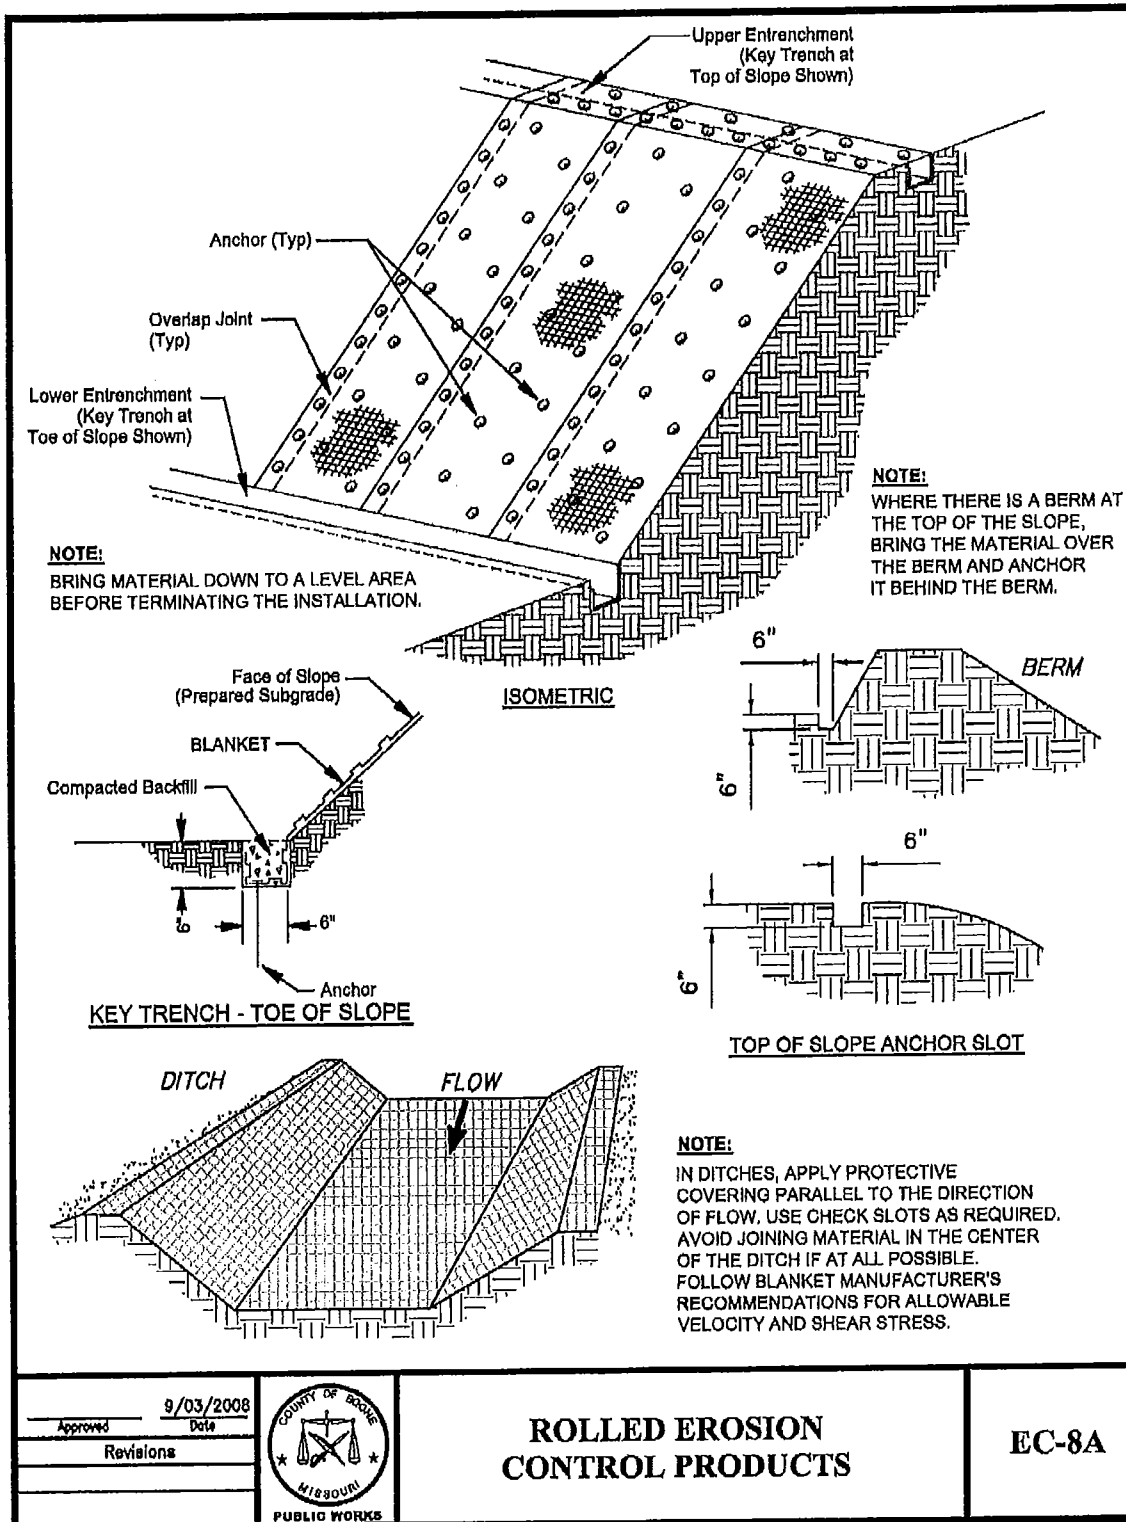 Upper Entrenchment
(Key Trench at
Top of Slope Shown)
Anchor (Typ)
Overlap Joint
(Typ)
Lower Entrenchment
(Key Trench at
Toe of Slope Shown)
NOTE:
BRING MATERIAL DOWN TO A LEVEL AREA
BEFORE TERMINATING THE INSTALLATION.
NOTE:
WHERE THERE IS A BERM AT
THE TOP OF THE SLOPE,
BRING THE MATERIAL OVER
THE BERM AND ANCHOR
IT BEHIND THE BERM.
ISOMETRIC
6"
BERM
6"
Face of Slope
(Prepared Subgrade)
BLANKET
Compacted Backfill
6"
6"
Anchor
KEY TRENCH - TOE OF SLOPE
6"
6"
TOP OF SLOPE ANCHOR SLOT
DITCH
FLOW
NOTE:
IN DITCHES, APPLY PROTECTIVE
COVERING PARALLEL TO THE DIRECTION
OF FLOW. USE CHECK SLOTS AS REQUIRED.
AVOID JOINING MATERIAL IN THE CENTER
OF THE DITCH IF AT ALL POSSIBLE.
FOLLOW BLANKET MANUFACTURER'S
RECOMMENDATIONS FOR ALLOWABLE
VELOCITY AND SHEAR STRESS.
9/03/2008
Approved Date
Revisions
COUNTY OF BOONE
MISSOURI
PUBLIC WORKS
ROLLED EROSION
CONTROL PRODUCTS
EC-8A